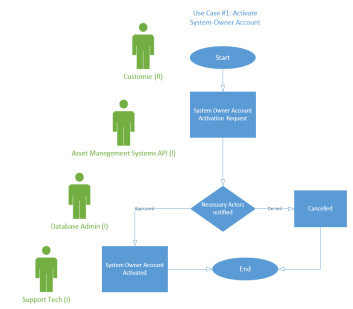 Use Case #1: Activate
System-Owner Account
Start
Customer (R)
System Owner Account
Activation Request
Asset Management Systems API (I)
Necessary Actors
notified
Approved
Denied
Cancelled
Database Admin (I)
System Owner Account
Activated
End
Support Tech (I)